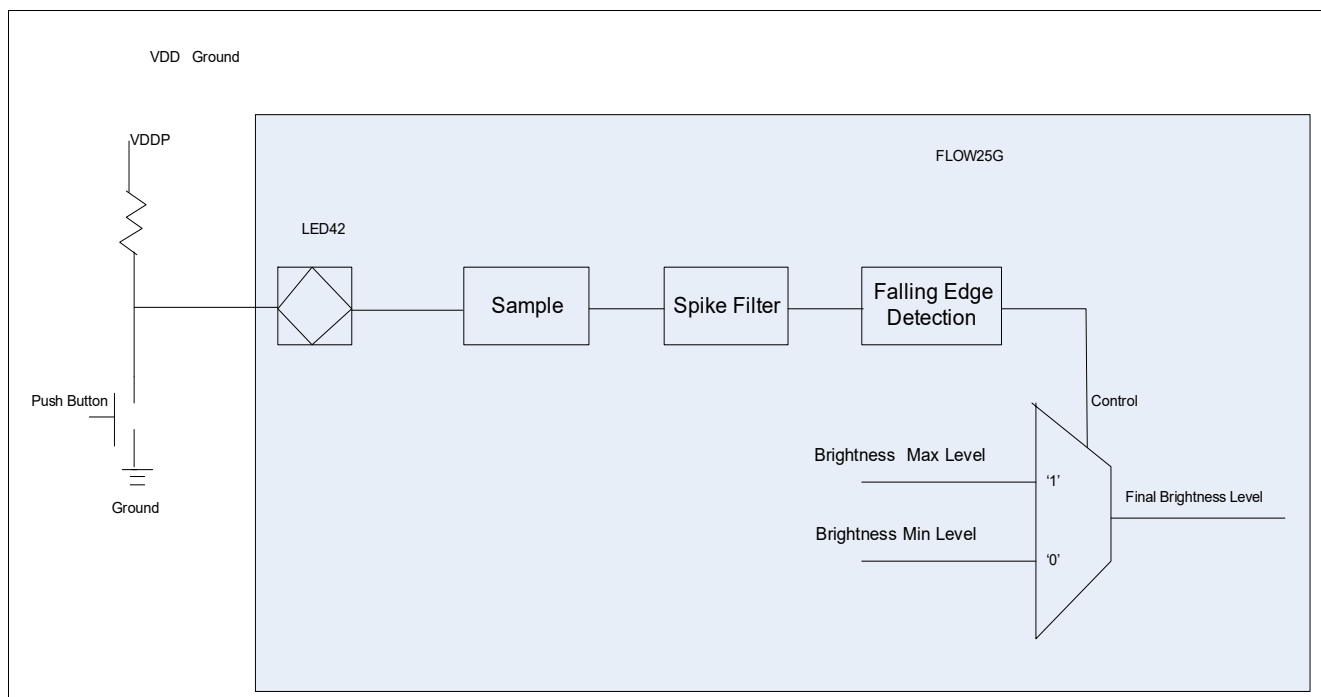 VDD Ground
VDDP
FLOW25G
LED42
Sample
Spike Filter
Falling Edge
Detection
Push Button
Control
Brightness Max Level
'1'
Final Brightness Level
Ground
Brightness Min Level
'0'